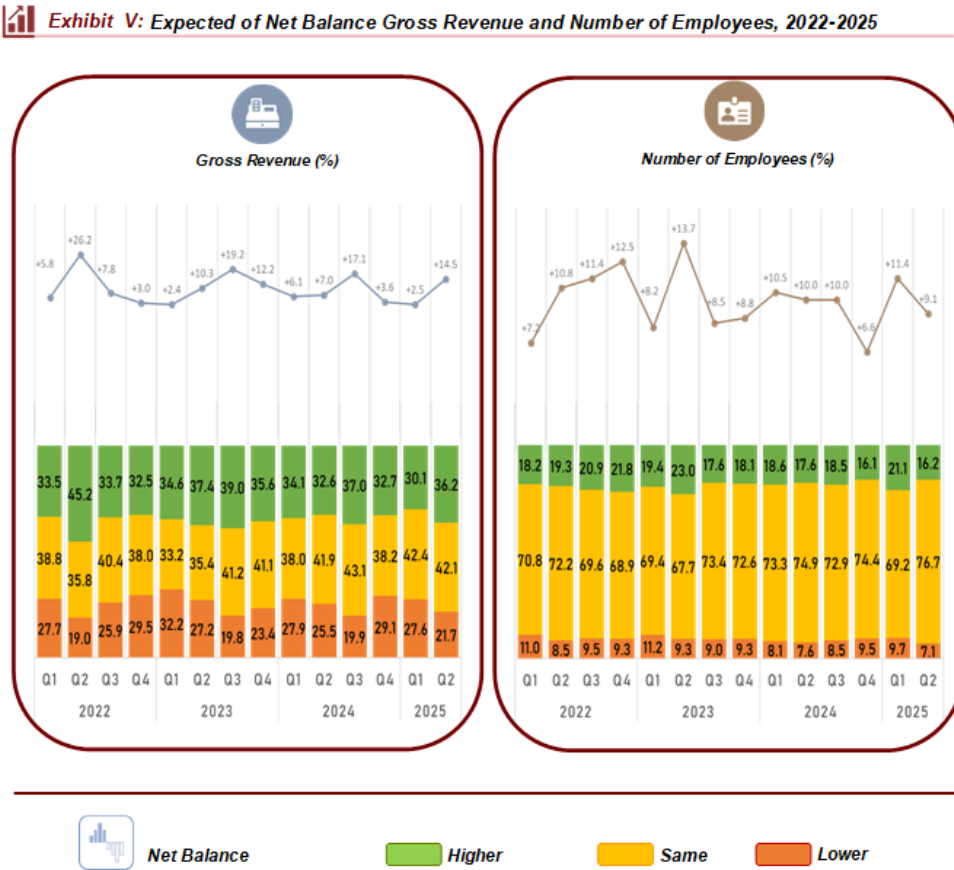 Exhibit V: Expected of Net Balance Gross Revenue and Number of Employees, 2022-2025
Gross Revenue (%)
+5.8 +26.2 +7.8 +3.0 +2.4 +10.3 +19.2 +12.2 +6.1 +7.0 +17.1 +3.6 +2.5 +14.5
33.5 45.2 33.7 32.5 34.6 37.4 39.0 35.6 34.1 32.6 37.0 32.7 30.1 36.2
38.8 35.8 40.4 38.0 33.2 35.4 41.2 41.1 38.0 41.9 43.1 38.2 42.4 42.1
27.7 19.0 25.9 29.5 32.2 27.2 19.8 23.4 27.9 25.5 19.9 29.1 27.6 21.7
Q1 Q2 Q3 Q4 Q1 Q2 Q3 Q4 Q1 Q2 Q3 Q4 Q1 Q2
2022 2023 2024 2025
Number of Employees (%)
+7.2 +10.8 +11.4 +12.5 +8.2 +13.7 +8.5 +8.8 +10.5 +10.0 +10.0 +6.6 +11.4 +9.1
18.2 19.3 20.9 21.8 19.4 23.0 17.6 18.1 18.6 17.6 18.5 16.1 21.1 16.2
70.8 72.2 69.6 68.9 69.4 67.7 73.4 72.6 73.3 74.9 72.9 74.4 69.2 76.7
11.0 8.5 9.5 9.3 11.2 9.3 9.0 9.3 8.1 7.6 8.5 9.5 9.7 7.1
Q1 Q2 Q3 Q4 Q1 Q2 Q3 Q4 Q1 Q2 Q3 Q4 Q1 Q2
2022 2023 2024 2025
Net Balance Higher Same Lower